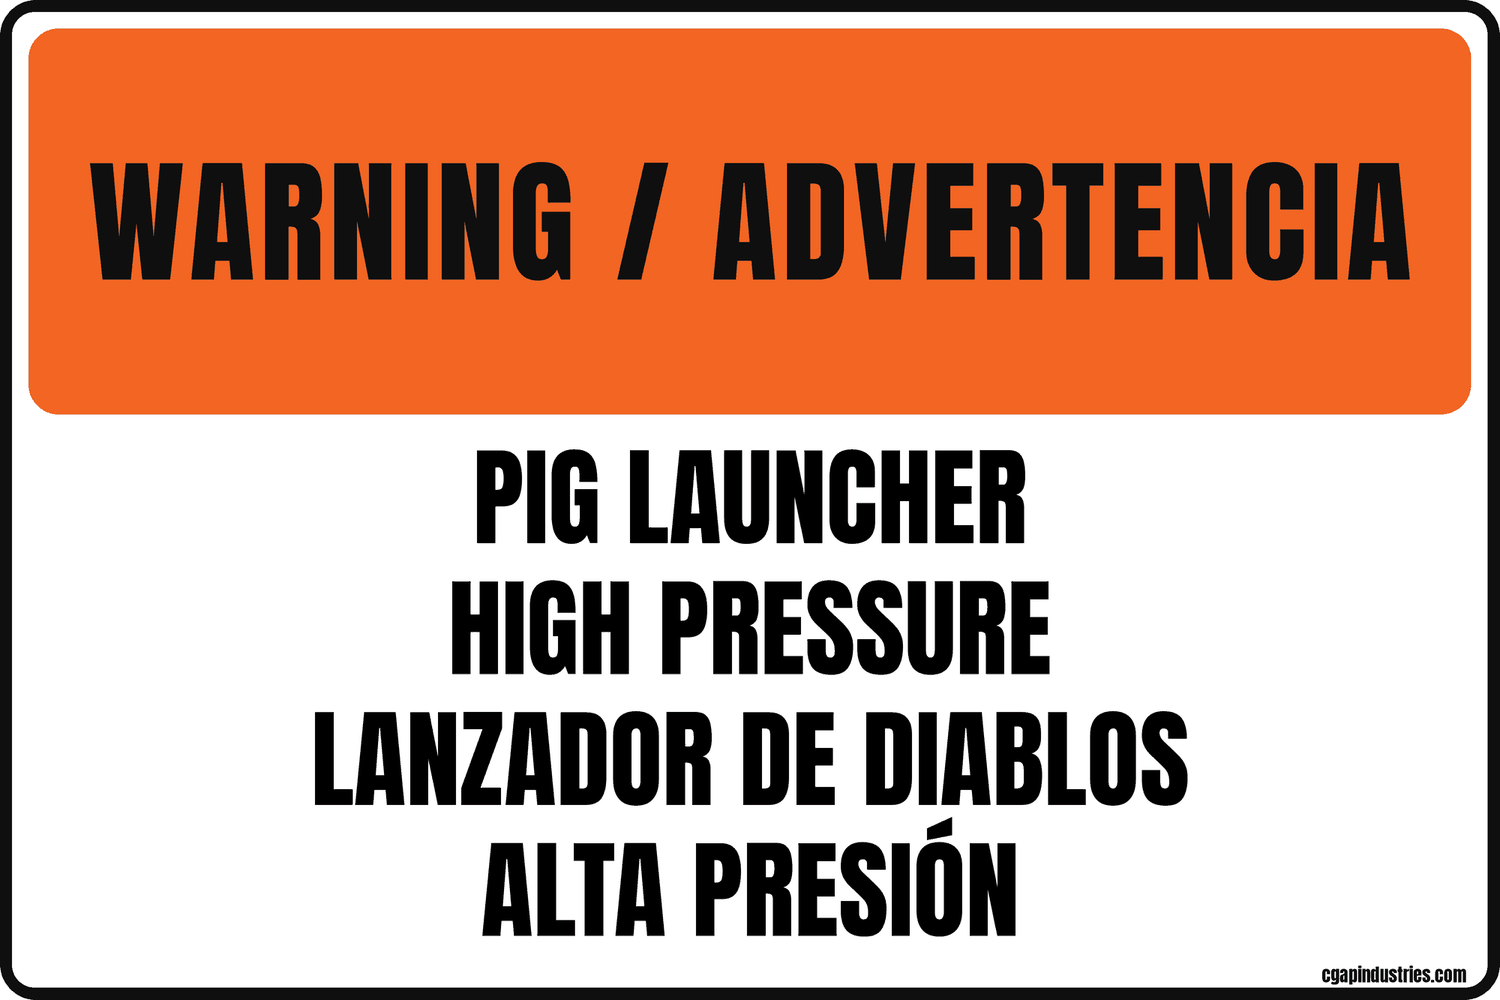 WARNING / ADVERTENCIA
PIG LAUNCHER
HIGH PRESSURE
LANZADOR DE DIABLOS
ALTA PRESIÓN
cgapindustries.com